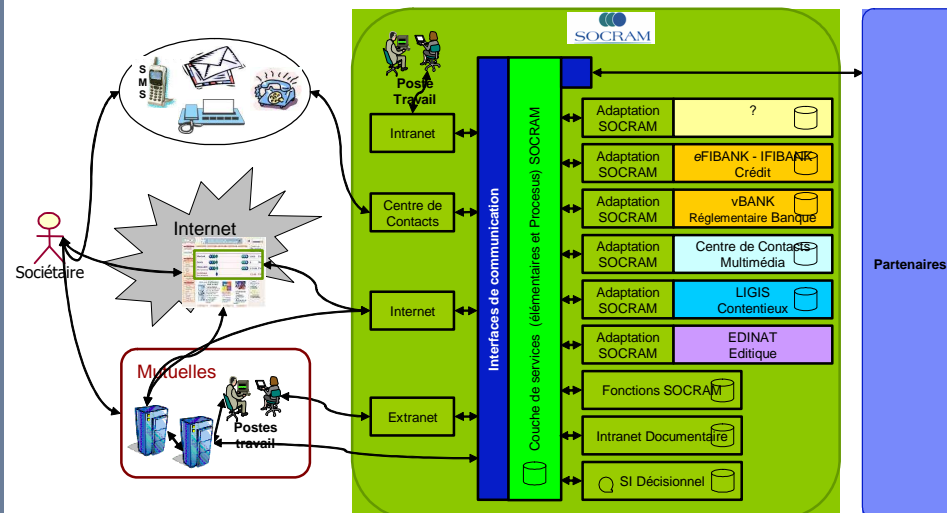 SOCRAM
S
M
S
Poste
Travail
Intranet
Centre de
Contacts
Internet
Extranet
Interfaces de communication
Couche de services (élémentaires et Procesus) SOCRAM
Adaptation
SOCRAM
?
Adaptation
SOCRAM
eFIBANK - IFIBANK
Crédit
Adaptation
SOCRAM
vBANK
Réglementaire Banque
Adaptation
SOCRAM
Centre de Contacts
Multimédia
Adaptation
SOCRAM
LIGIS
Contentieux
Adaptation
SOCRAM
EDINAT
Editique
Fonctions SOCRAM
Intranet Documentaire
SI Décisionnel
Partenaires
Sociétaire
Internet
Mutuelles
Postes
travail